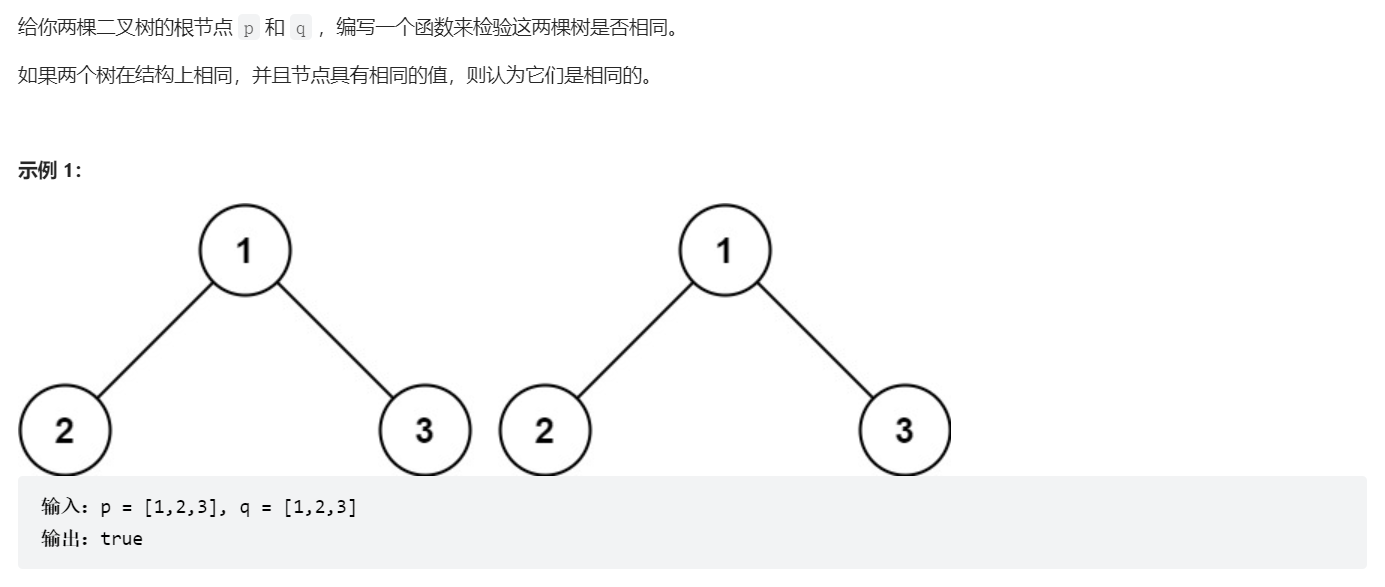 给你两棵二叉树的根节点 p 和 q ，编写一个函数来检验这两棵树是否相同。
如果两个树在结构上相同，并且节点具有相同的值，则认为它们是相同的。
示例 1：
1
1
2
3
2
3
输入：p = [1,2,3], q = [1,2,3]
输出：true